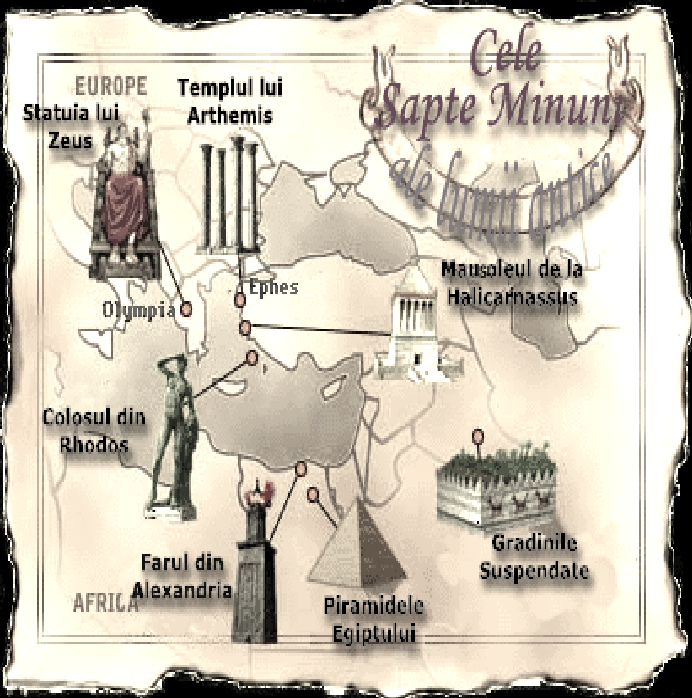 Cele
Sapte Minuni
ale lumii antice
EUROPE
Statuia lui
Zeus
Templul lui
Arthemis
Ephes
Olympia
Mausoleul de la
Halicarnassus
Colosul din
Rhodos
Gradinile
Suspendate
Farul din
Alexandria
AFRICA
Piramidele
Egiptului